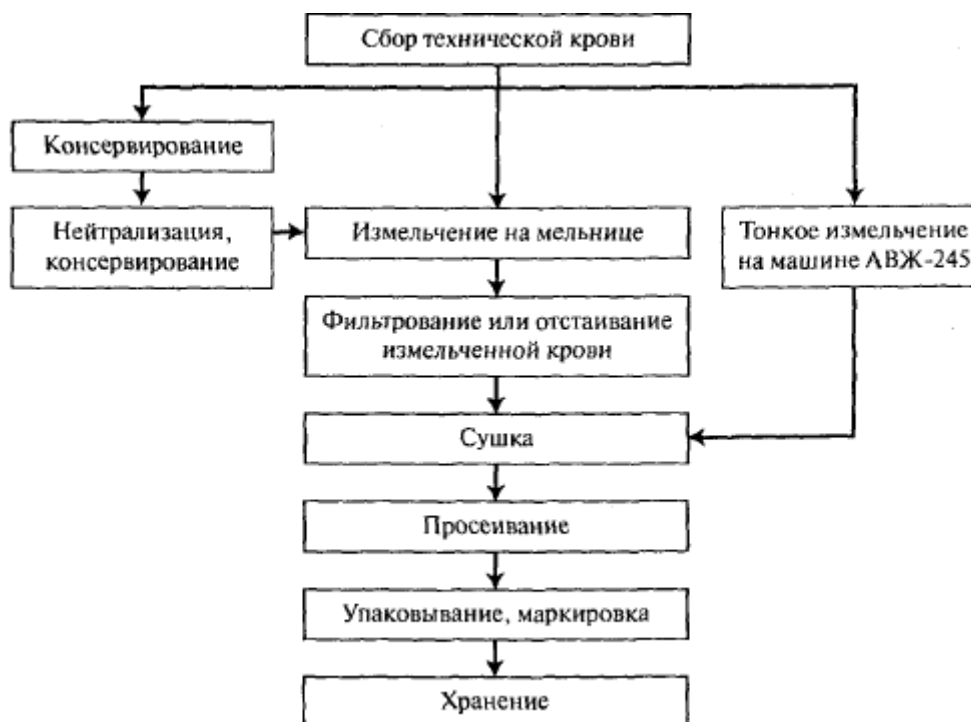 Сбор технической крови
Консервирование
Нейтрализация,
консервирование
Измельчение на мельнице
Тонкое измельчение
на машине АВЖ-245
Фильтрование или отстаивание
измельченной крови
Сушка
Просеивание
Упаковывание, маркировка
Хранение